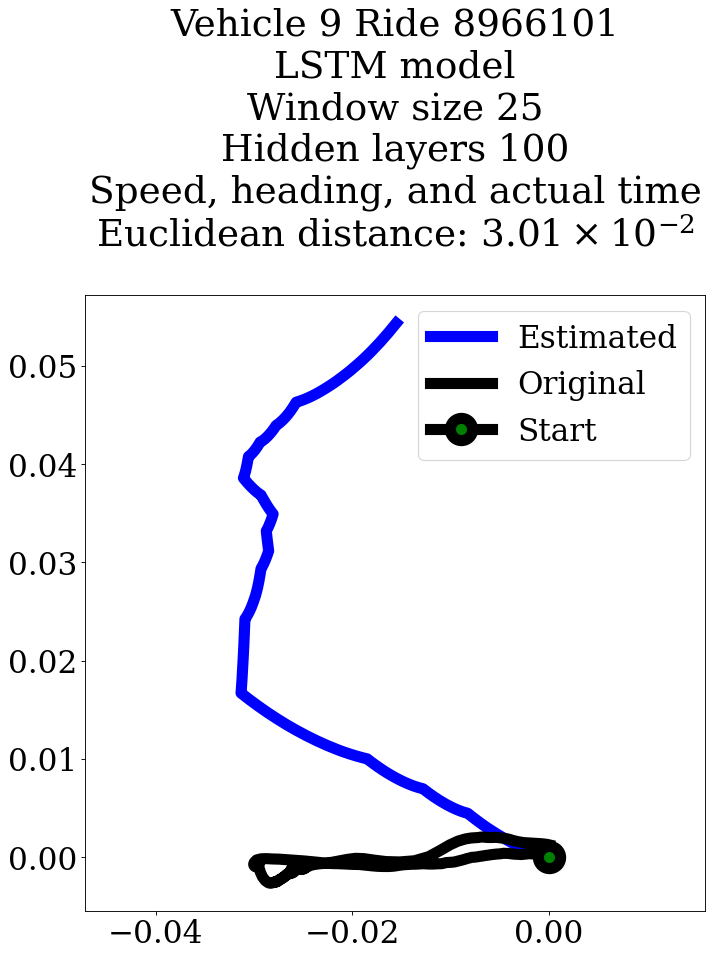 Vehicle 9 Ride 8966101
LSTM model
Window size 25
Hidden layers 100
Speed, heading, and actual time
Euclidean distance: 3.01 × 10⁻²
Estimated
Original
Start
0.05
0.04
0.03
0.02
0.01
0.00
−0.04
−0.02
0.00